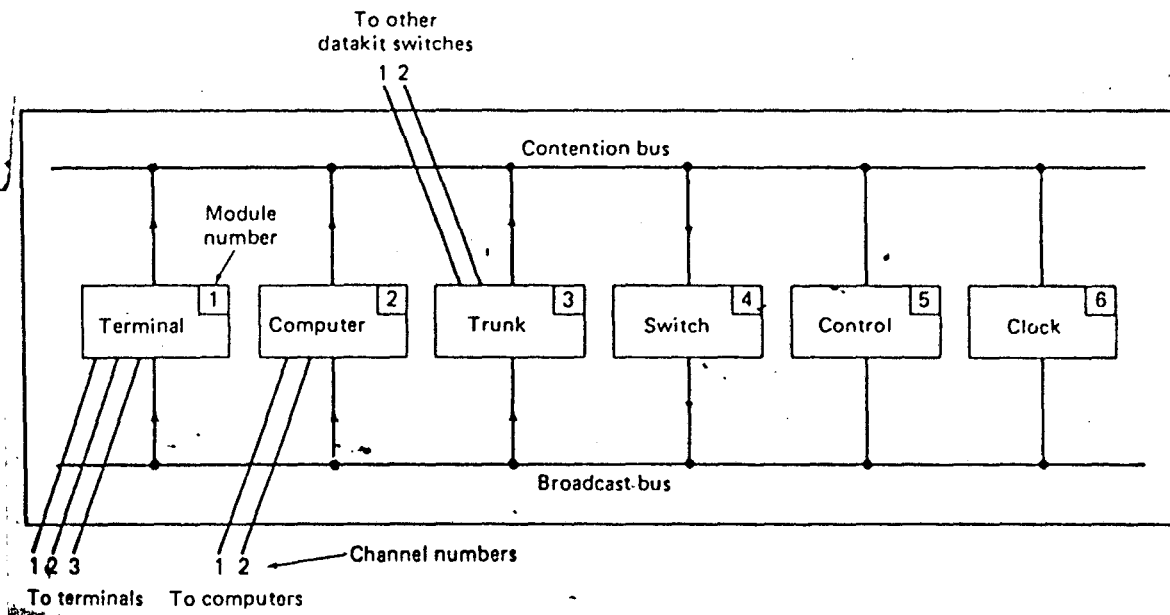 To other
datakit switches
1 2
Contention bus
Module
number
1
2
3
4
5
6
Terminal
Computer
Trunk
Switch
Control
Clock
Broadcast bus
1 2 3
1 2
Channel numbers
To terminals
To computers